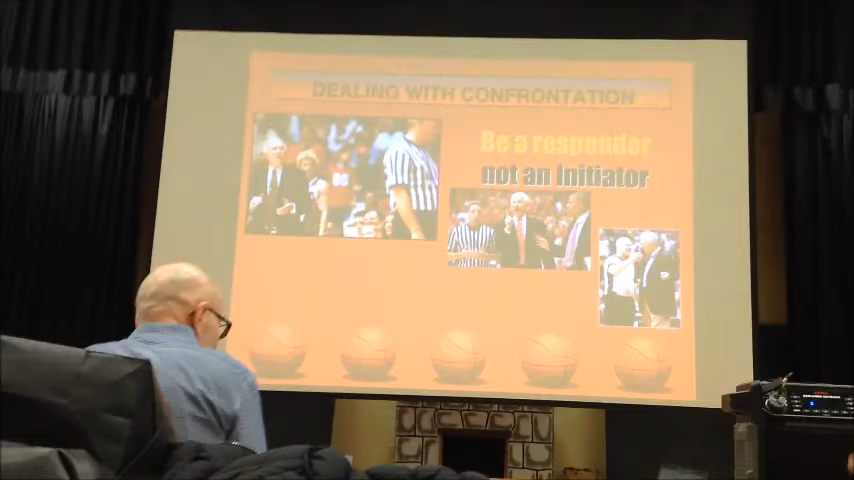 DEALING WITH CONFRONTATION
Be a responder
not an Initiator